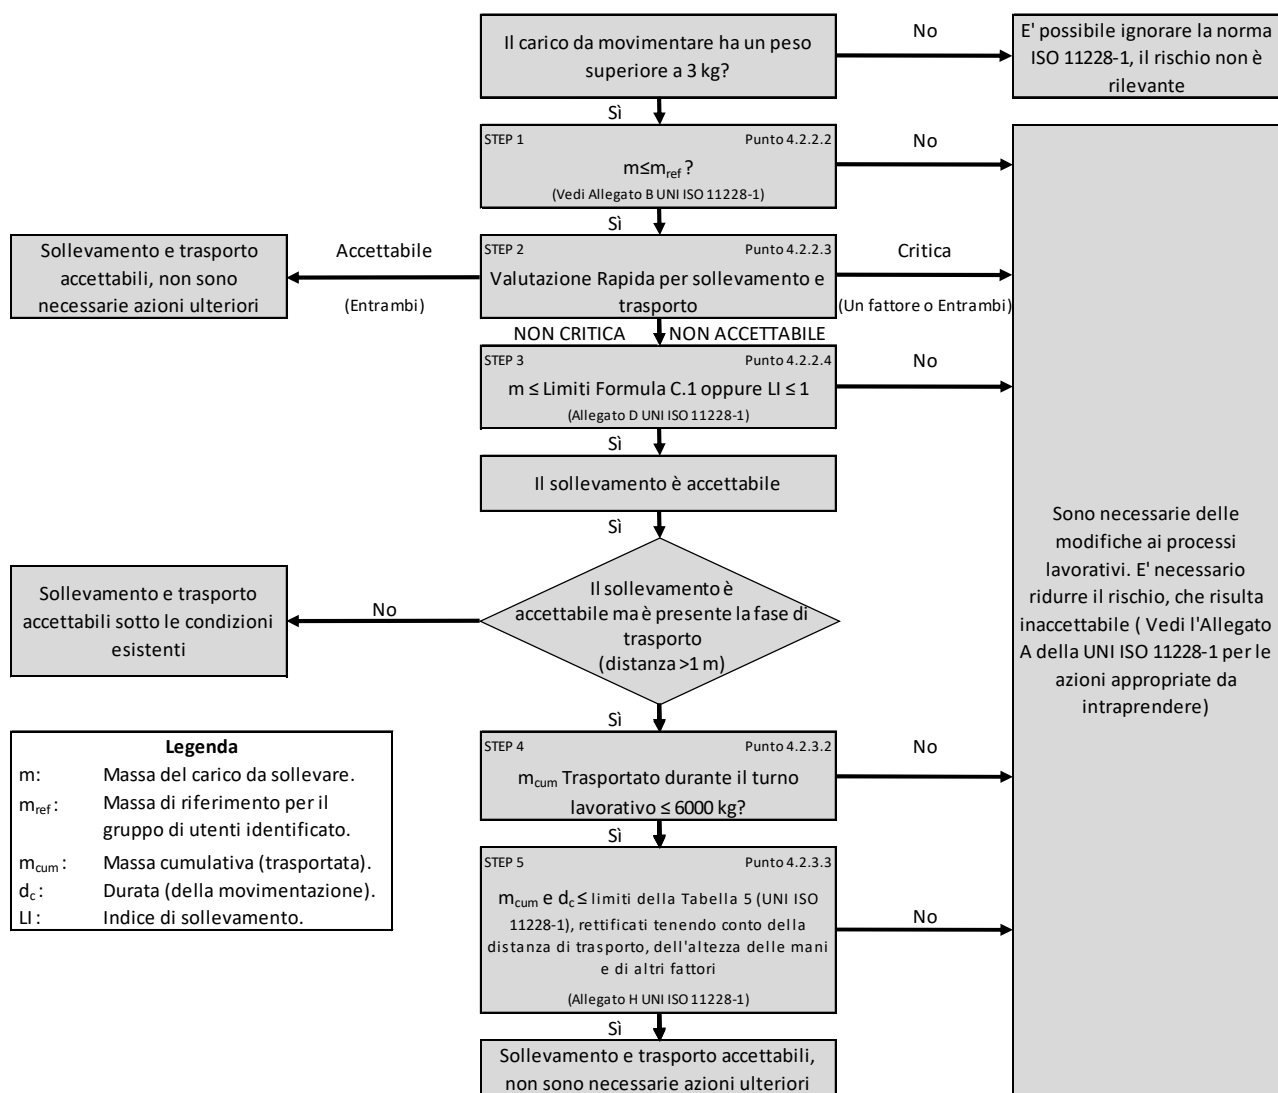 Il carico da movimentare ha un peso
superiore a 3 kg?
No
E' possibile ignorare la norma
ISO 11228-1, il rischio non è
rilevante
Sì
STEP 1 Punto 4.2.2.2
m≤mref ?
(Vedi Allegato B UNI ISO 11228-1)
No
Sì
Sollevamento e trasporto
accettabili, non sono
necessarie azioni ulteriori
Accettabile
(Entrambi)
STEP 2 Punto 4.2.2.3
Valutazione Rapida per sollevamento e
trasporto
Critica
(Un fattore o Entrambi)
NON CRITICA NON ACCETTABILE
STEP 3 Punto 4.2.2.4
m ≤ Limiti Formula C.1 oppure LI ≤ 1
(Allegato D UNI ISO 11228-1)
No
Sì
Il sollevamento è accettabile
Sì
Sollevamento e trasporto
accettabili sotto le condizioni
esistenti
No
Il sollevamento è
accettabile ma è presente la fase di
trasporto
(distanza >1 m)
Sono necessarie delle
modifiche ai processi
lavorativi. E' necessario
ridurre il rischio, che risulta
inaccettabile ( Vedi l'Allegato
A della UNI ISO 11228-1 per le
azioni appropriate da
intraprendere)
Sì
STEP 4 Punto 4.2.3.2
mcum Trasportato durante il turno
lavorativo ≤ 6000 kg?
No
Sì
STEP 5 Punto 4.2.3.3
mcum e dc ≤ limiti della Tabella 5 (UNI ISO
11228-1), rettificati tenendo conto della
distanza di trasporto, dell'altezza delle mani
e di altri fattori
(Allegato H UNI ISO 11228-1)
No
Sì
Sollevamento e trasporto accettabili,
non sono necessarie azioni ulteriori
Legenda
m: Massa del carico da sollevare.
mref : Massa di riferimento per il
gruppo di utenti identificato.
mcum : Massa cumulativa (trasportata).
dc : Durata (della movimentazione).
LI : Indice di sollevamento.